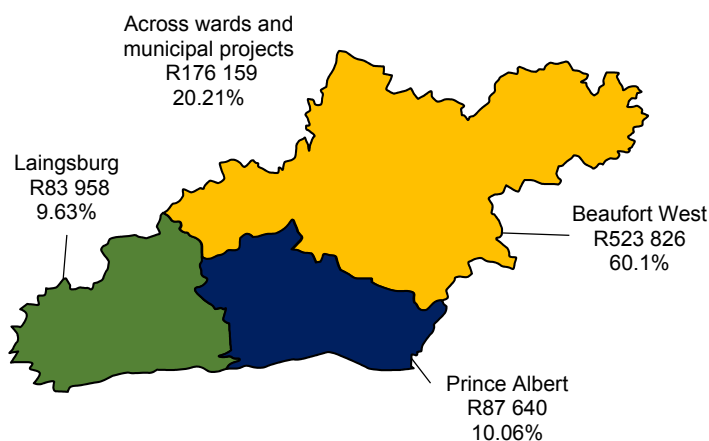 Across wards and
municipal projects
R176 159
20.21%
Laingsburg
R83 958
9.63%
Beaufort West
R523 826
60.1%
Prince Albert
R87 640
10.06%